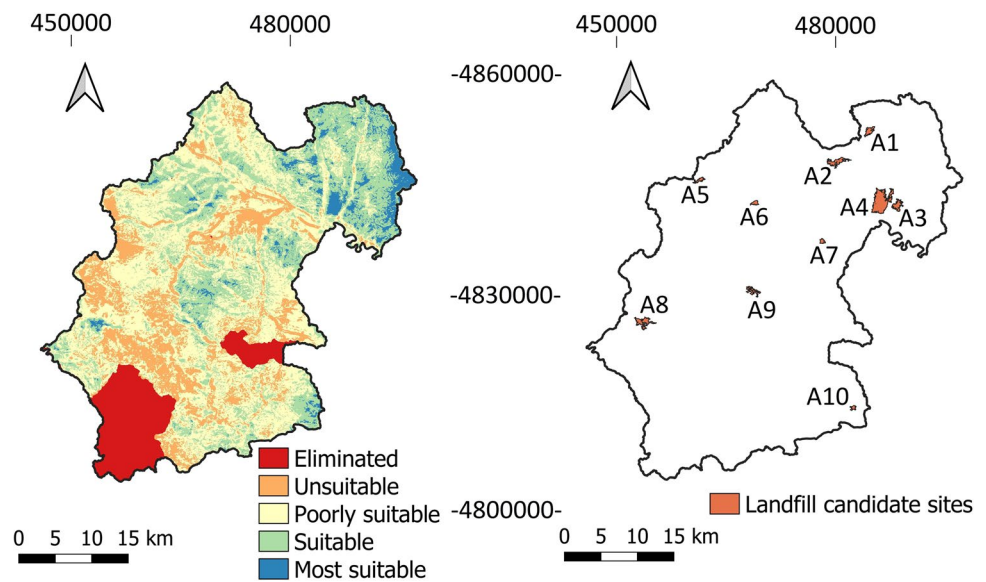 450000 480000
450000 480000
-4860000-
-4830000-
-4800000-
A1
A2
A5
A4
A3
A6
A7
A8
A9
A10
Eliminated
Unsuitable
Poorly suitable
Suitable
Most suitable
0 5 10 15 km
Landfill candidate sites
0 5 10 15 km